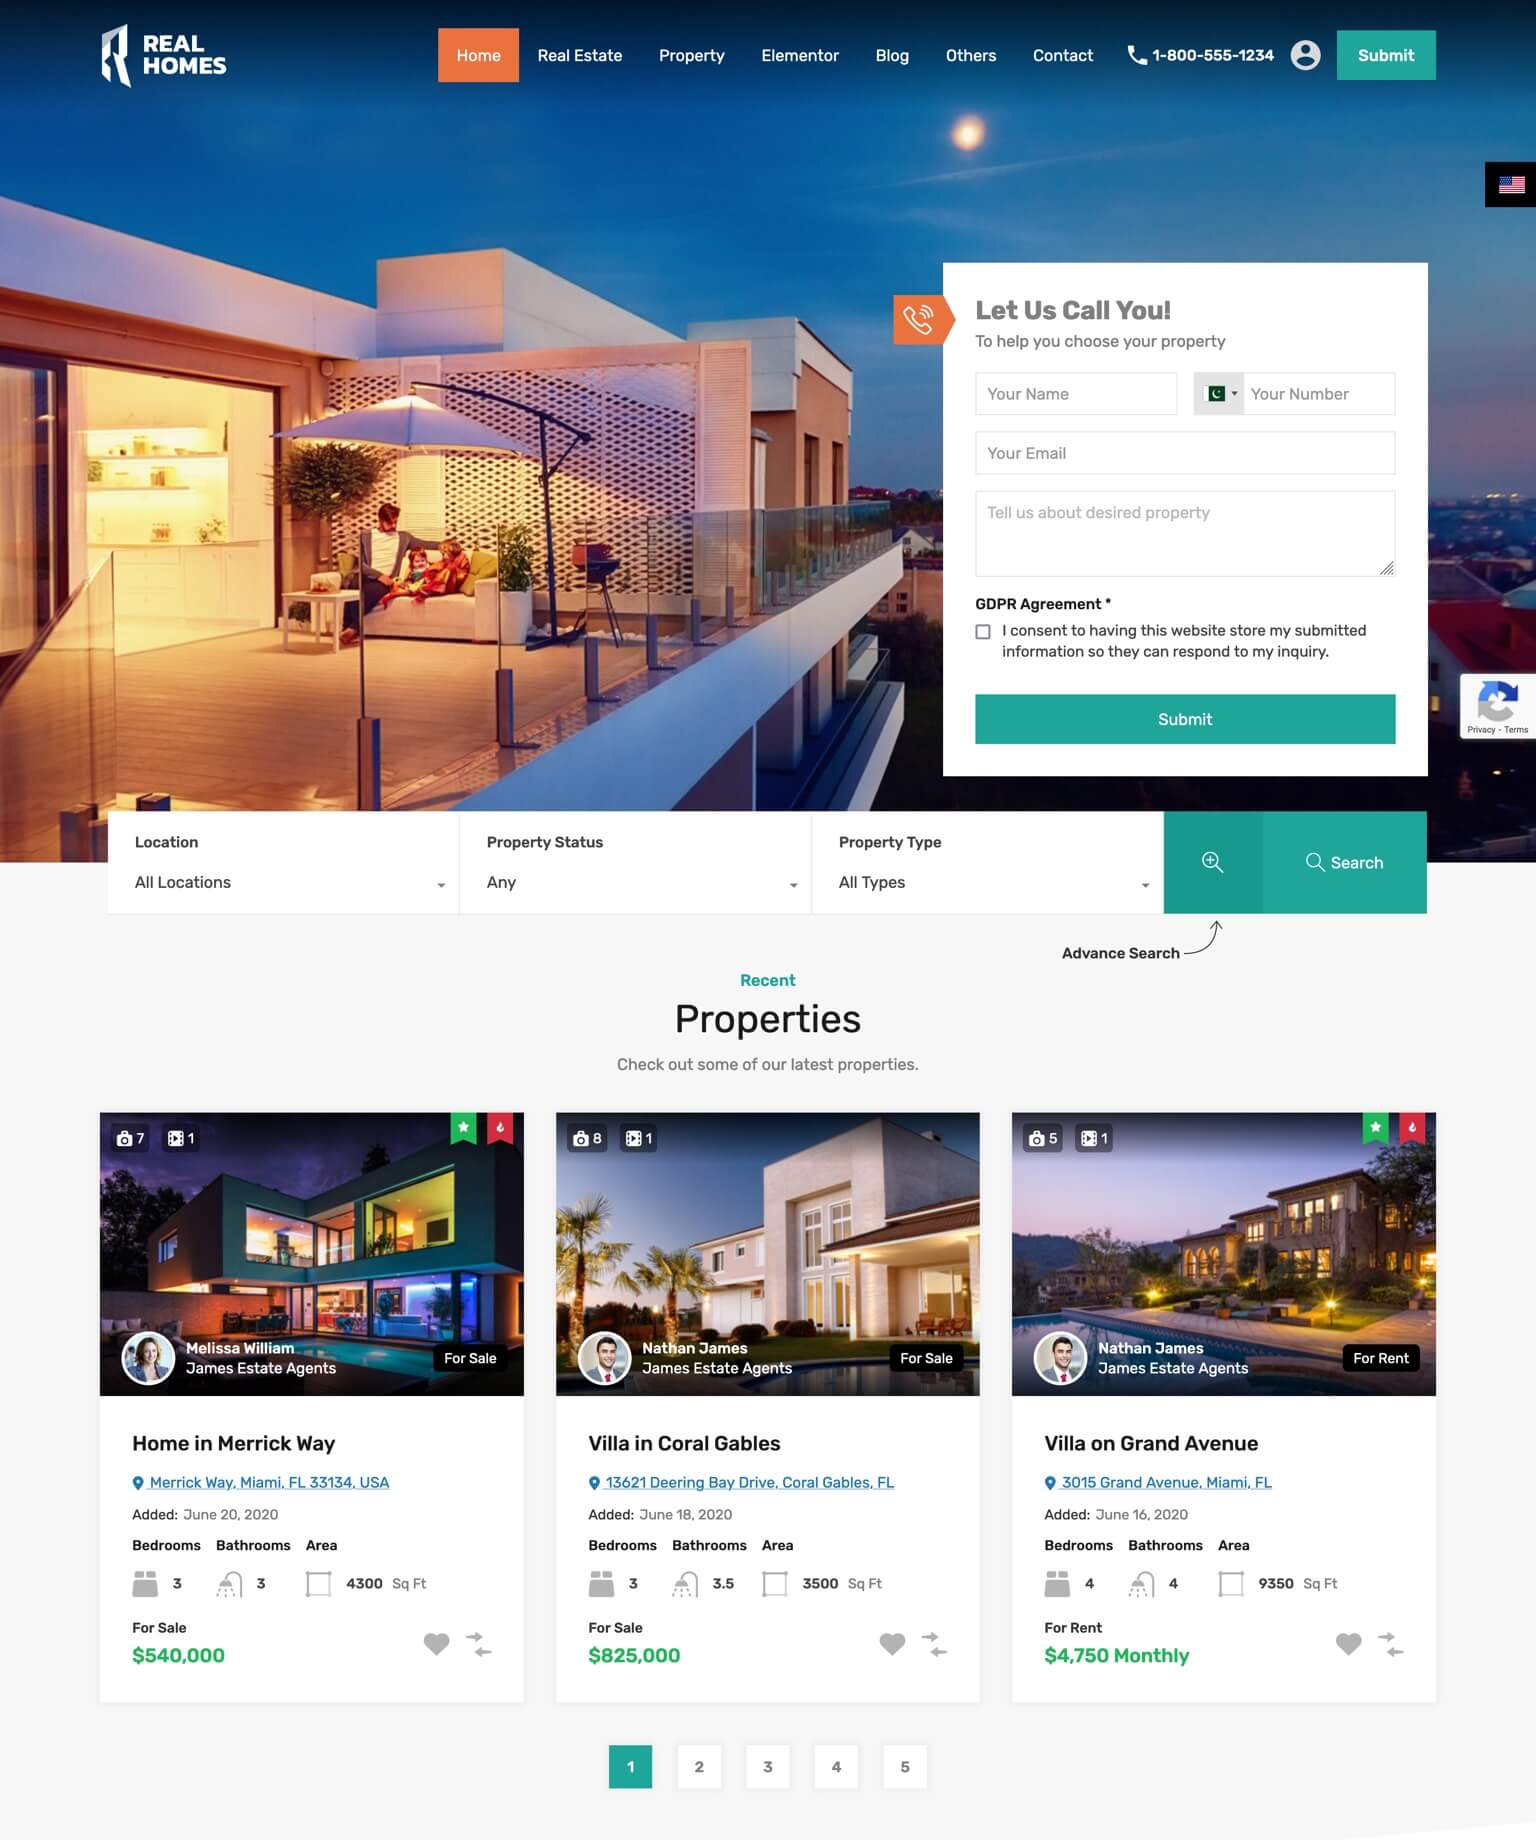 REAL
HOMES
Home
Real Estate
Property
Elementor
Blog
Others
Contact
1-800-555-1234
Submit
Let Us Call You!
To help you choose your property
Your Name
Your Number
Your Email
Tell us about desired property
GDPR Agreement *
I consent to having this website store my submitted
information so they can respond to my inquiry.
Submit
Privacy - Terms
Location
All Locations
Property Status
Any
Property Type
All Types
Search
Advance Search
Recent
Properties
Check out some of our latest properties.
7
1
Melissa William
James Estate Agents
For Sale
Home in Merrick Way
Merrick Way, Miami, FL 33134, USA
Added: June 20, 2020
Bedrooms Bathrooms Area
3 3 4300 Sq Ft
For Sale
$540,000
8
1
Nathan James
James Estate Agents
For Sale
Villa in Coral Gables
13621 Deering Bay Drive, Coral Gables, FL
Added: June 18, 2020
Bedrooms Bathrooms Area
3 3.5 3500 Sq Ft
For Sale
$825,000
5
1
Nathan James
James Estate Agents
For Rent
Villa on Grand Avenue
3015 Grand Avenue, Miami, FL
Added: June 16, 2020
Bedrooms Bathrooms Area
4 4 9350 Sq Ft
For Rent
$4,750 Monthly
1 2 3 4 5